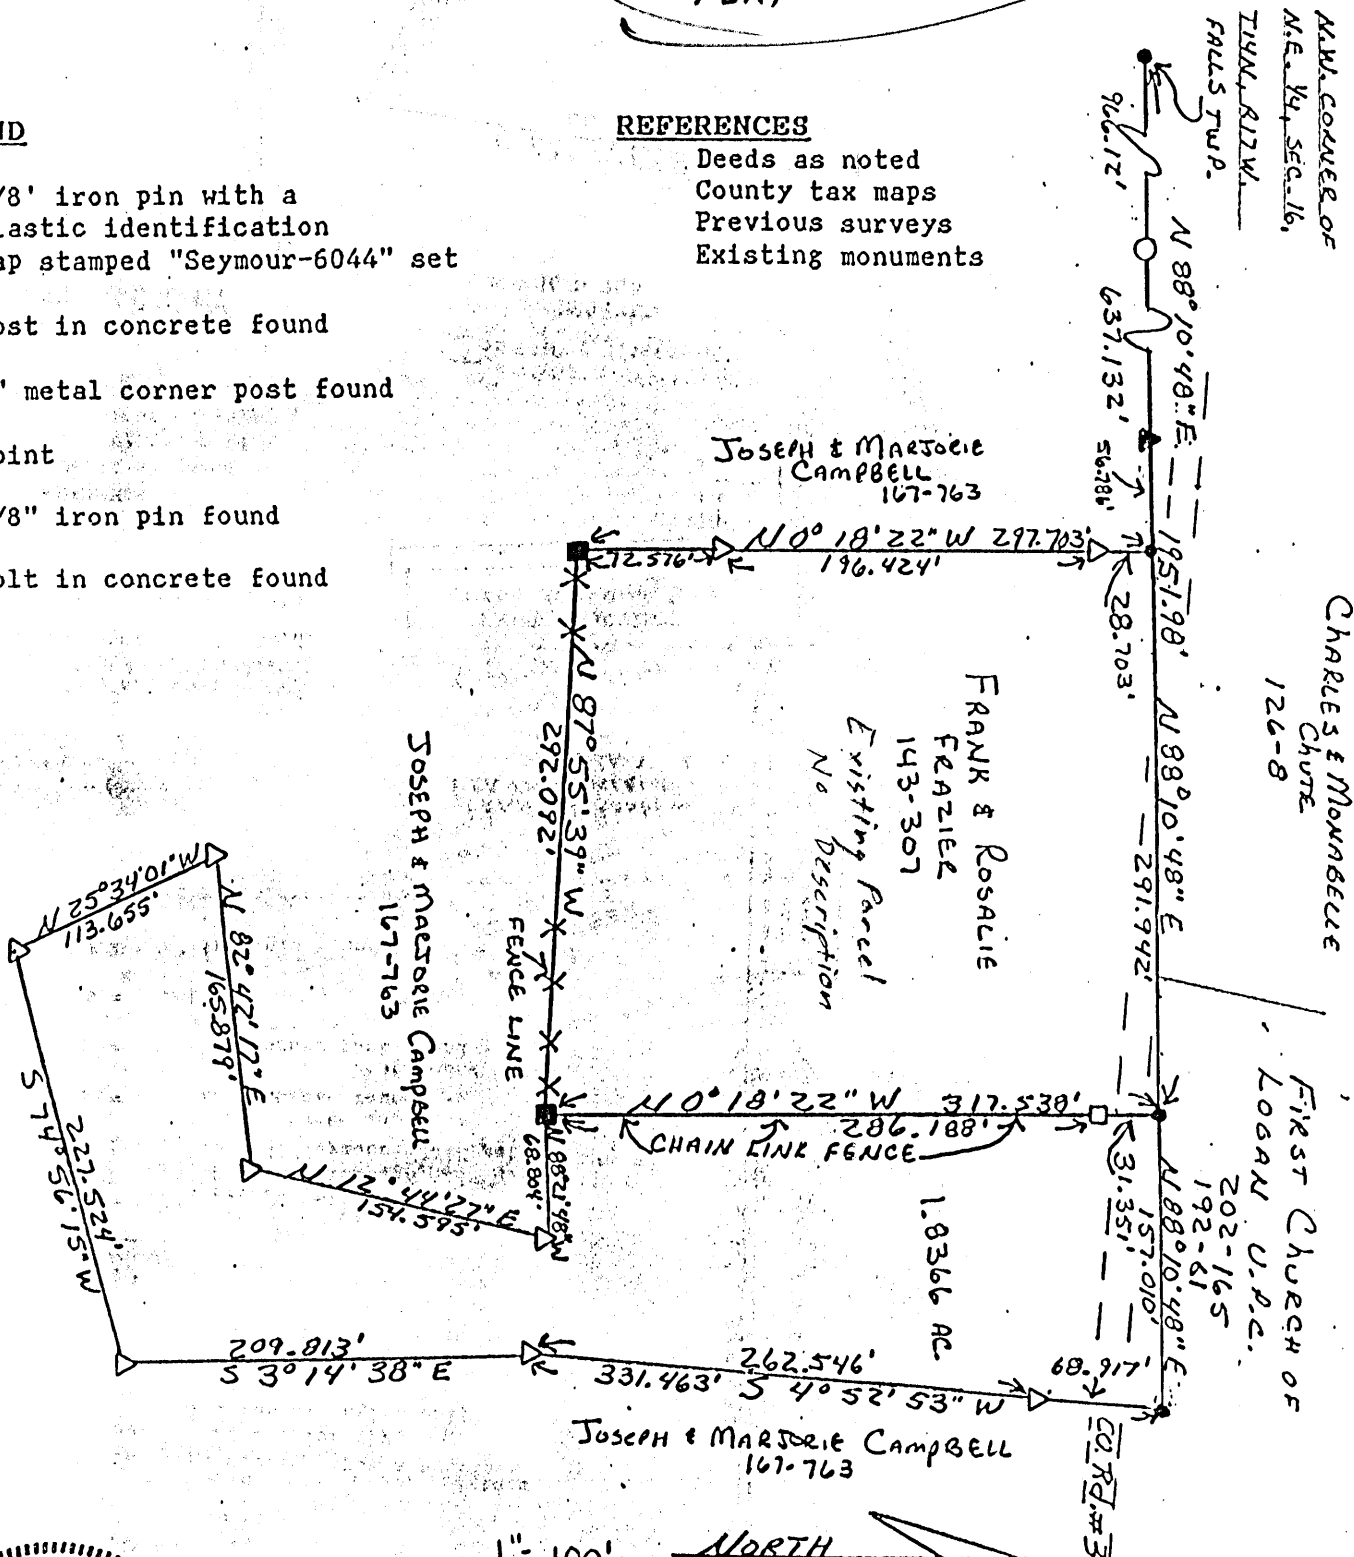 REFERENCES
Deeds as noted
County tax maps
Previous surveys
Existing monuments
/8' iron pin with a
lastic identification
ap stamped "Seymour-6044" set
ost in concrete found
' metal corner post found
oint
/8" iron pin found
olt in concrete found
N.W. CORNER OF
N.E. 1/4, SEC. 16,
T14N, R17W.
FALLS TWP.
966.12'
N 88° 10' 48" E
637.132'
56.786'
1951.98'
JOSEPH & MARJORIE
CAMPBELL
167-763
N 0° 18' 22" W 297.703'
72.576'
196.424'
28.703'
CHARLES & MONABELLE
CHUTE
126-8
N 88° 10' 48" E
291.942'
FRANK & ROSALIE
FRAZIER
143-307
Existing Parcel
No Description
N 87° 55' 39" W
292.092'
FENCE LINE
JOSEPH & MARJORIE CAMPBELL
167-763
N 25° 34' 01" W
113.655'
N 82° 42' 17" E
165.879'
S 74° 56' 15" W
227.524'
N 12° 44' 27" E
154.595'
N 88° 21' 48" W
68.804'
N 0° 18' 22" W 317.538'
286.188'
CHAIN LINK FENCE
31.351'
FIRST CHURCH OF
LOGAN U.P.C.
202-165
192-61
N 88° 10' 48" E
157.010'
1.8366 AC.
209.813'
S 3° 14' 38" E
262.546'
331.463' S 4° 52' 53" W
68.917'
JOSEPH & MARJORIE CAMPBELL
167-763
CO. Rd. #3
1" = 100'
NORTH